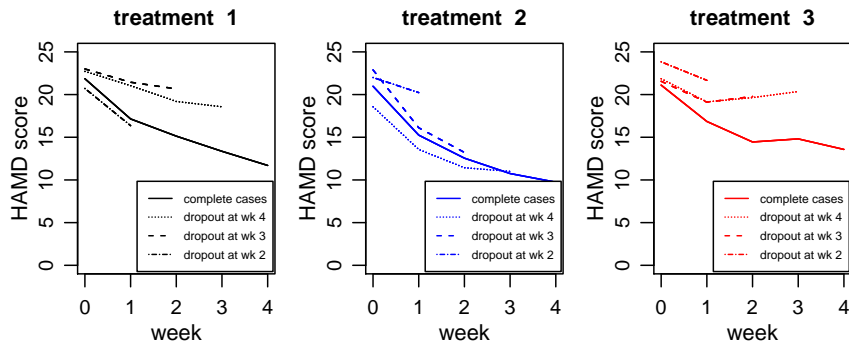 treatment 1
HAMD score
25
20
15
10
5
0
complete cases
dropout at wk 4
dropout at wk 3
dropout at wk 2
0 1 2 3 4
week
treatment 2
HAMD score
25
20
15
10
5
0
complete cases
dropout at wk 4
dropout at wk 3
dropout at wk 2
0 1 2 3 4
week
treatment 3
HAMD score
25
20
15
10
5
0
complete cases
dropout at wk 4
dropout at wk 3
dropout at wk 2
0 1 2 3 4
week